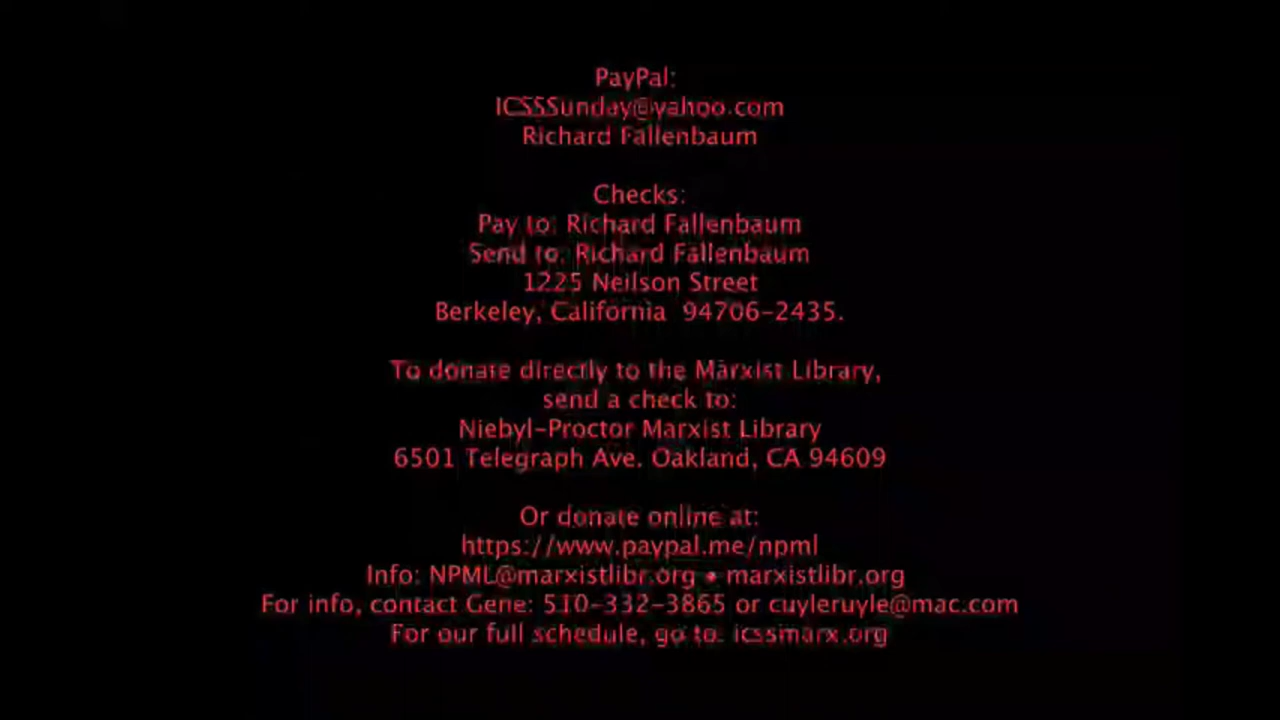 PayPal:
ICSSSunday@yahoo.com
Richard Fallenbaum
Checks:
Pay to: Richard Fallenbaum
Send to: Richard Fallenbaum
1225 Neilson Street
Berkeley, California 94706-2435.
To donate directly to the Marxist Library,
send a check to:
Niebyl-Proctor Marxist Library
6501 Telegraph Ave. Oakland, CA 94609
Or donate online at:
https://www.paypal.me/npml
Info: NPML@marxistlibr.org • marxistlibr.org
For info, contact Gene: 510-332-3865 or cuyleruyle@mac.com
For our full schedule, go to: icssmarx.org